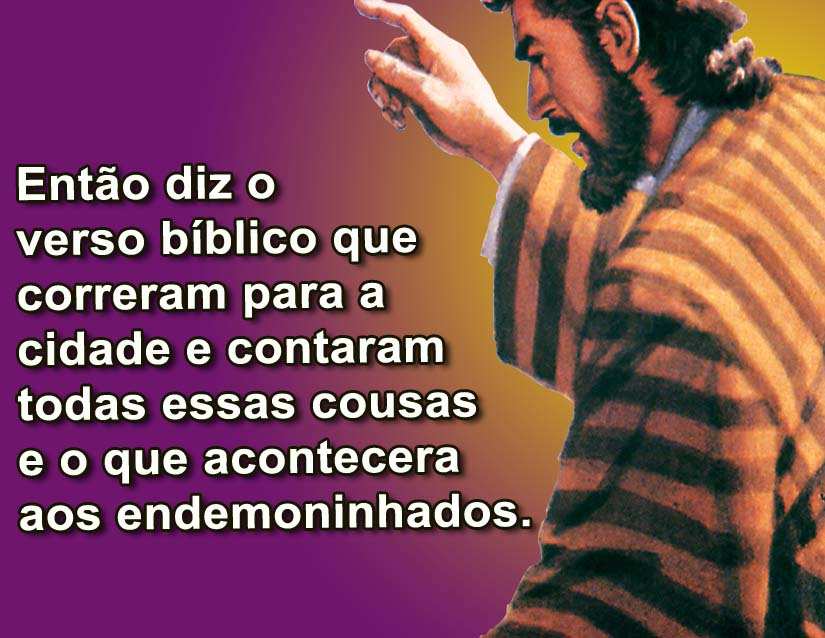 Então diz o
verso bíblico que
correram para a
cidade e contaram
todas essas cousas
e o que acontecera
aos endemoninhados.